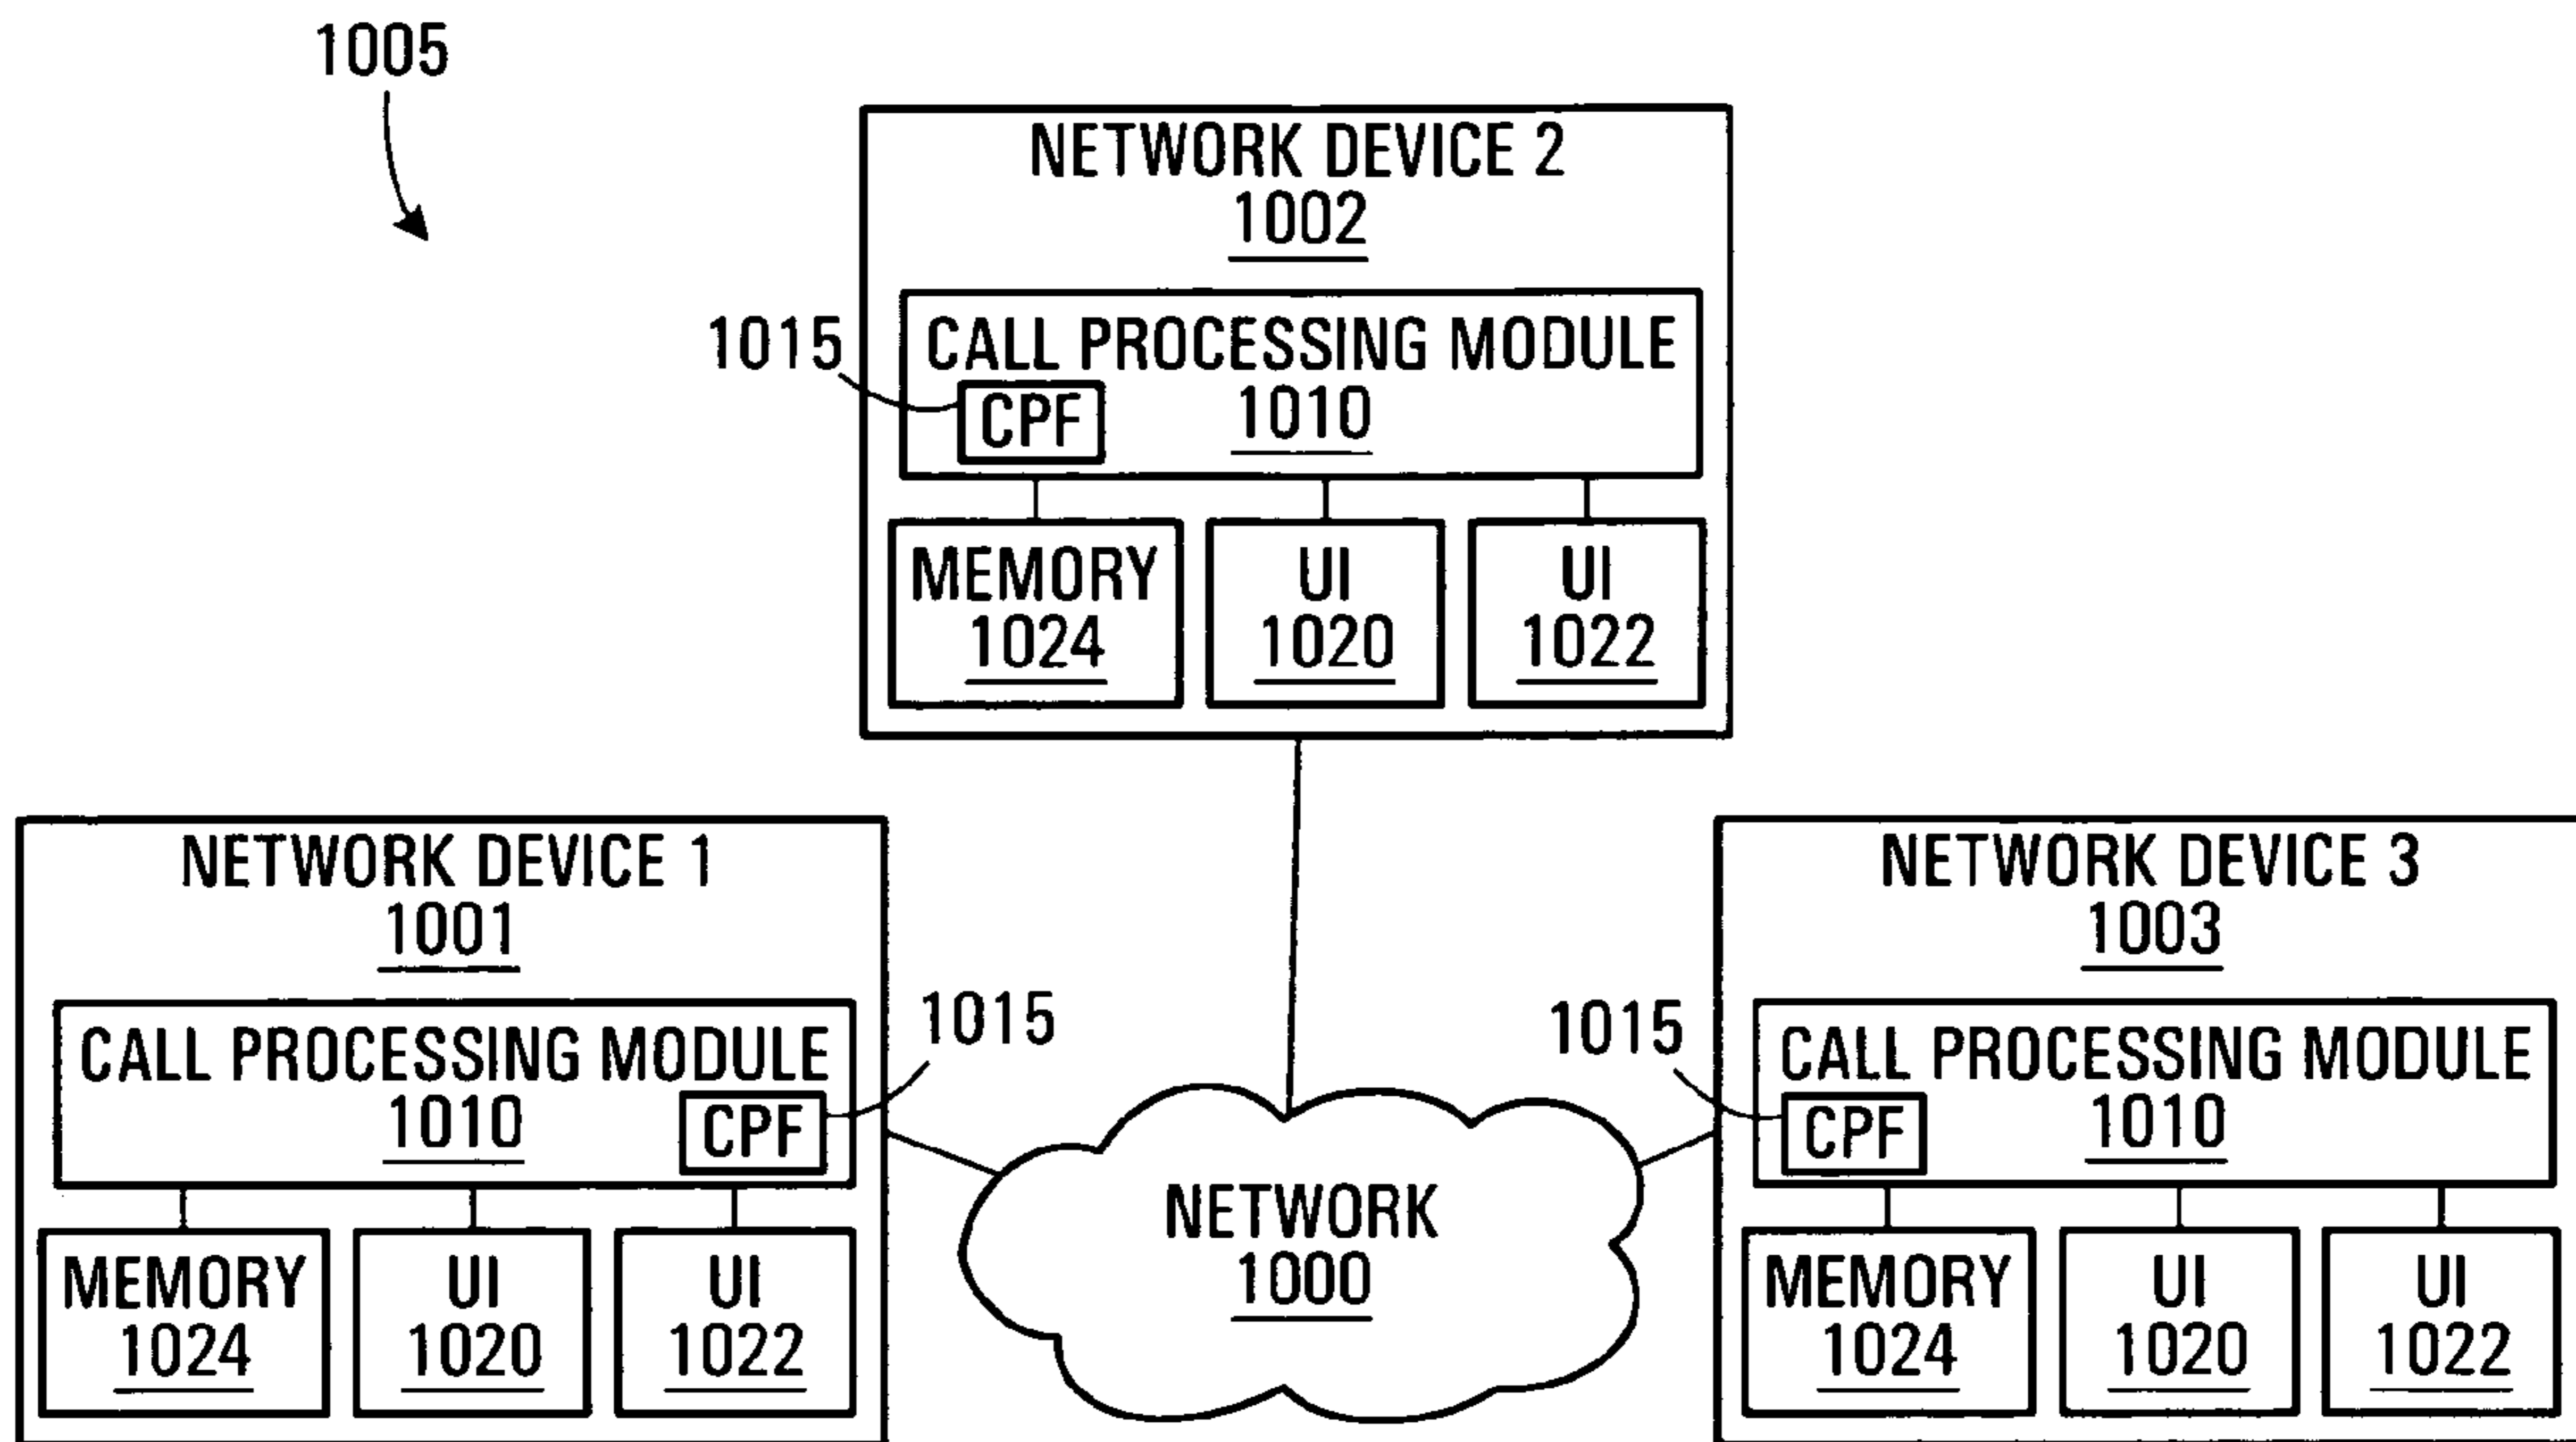 1005
NETWORK DEVICE 2
1002
1015
CALL PROCESSING MODULE
CPF
1010
MEMORY
1024
UI
1020
UI
1022
NETWORK DEVICE 1
1001
CALL PROCESSING MODULE
1010
CPF
1015
MEMORY
1024
UI
1020
UI
1022
NETWORK
1000
NETWORK DEVICE 3
1003
1015
CALL PROCESSING MODULE
CPF
1010
MEMORY
1024
UI
1020
UI
1022